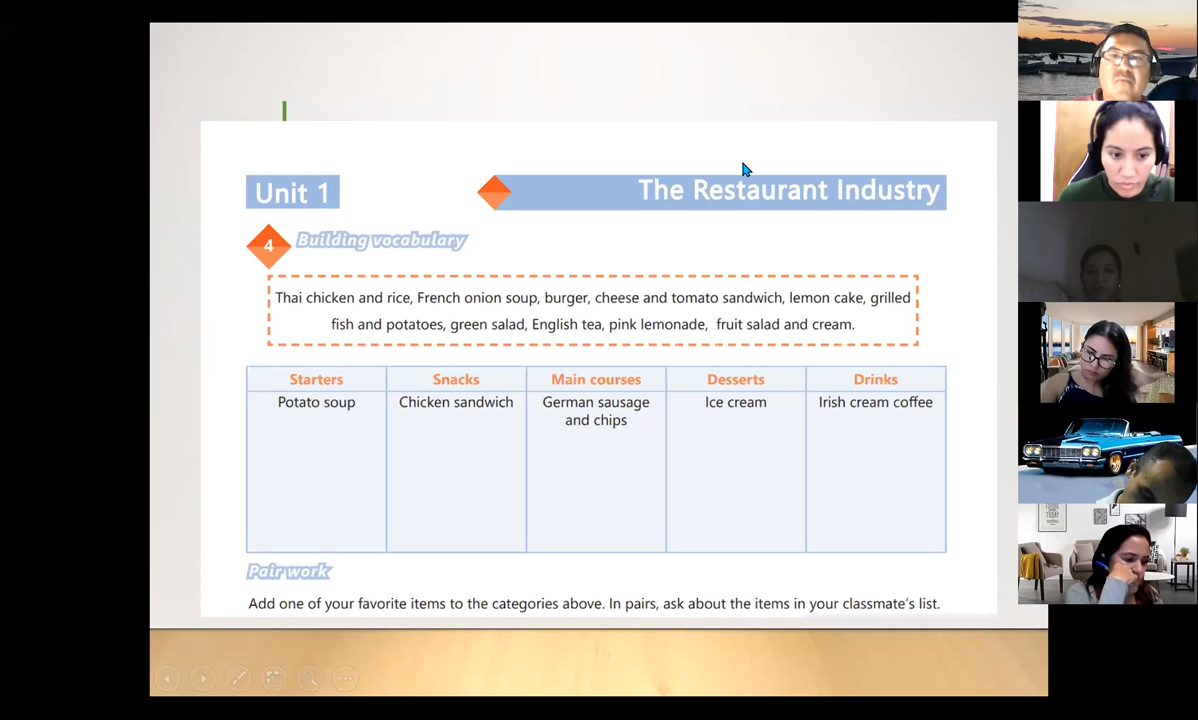 Unit 1
The Restaurant Industry
4
Building vocabulary
Thai chicken and rice, French onion soup, burger, cheese and tomato sandwich, lemon cake, grilled
fish and potatoes, green salad, English tea, pink lemonade, fruit salad and cream.
Starters Snacks Main courses Desserts Drinks
Potato soup Chicken sandwich German sausage Ice cream Irish cream coffee
and chips
Pair work
Add one of your favorite items to the categories above. In pairs, ask about the items in your classmate's list.